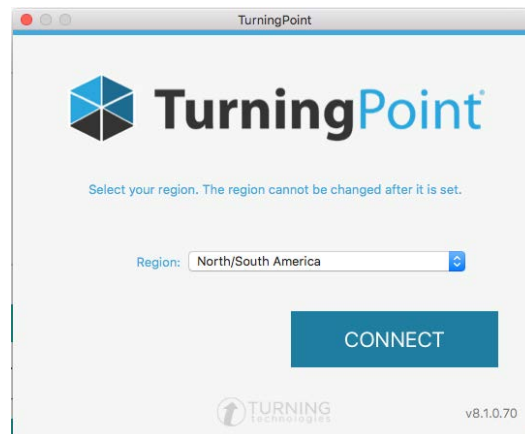 TurningPoint
TurningPoint®
Select your region. The region cannot be changed after it is set.
Region: North/South America
CONNECT
TURNING
technologies
v8.1.0.70